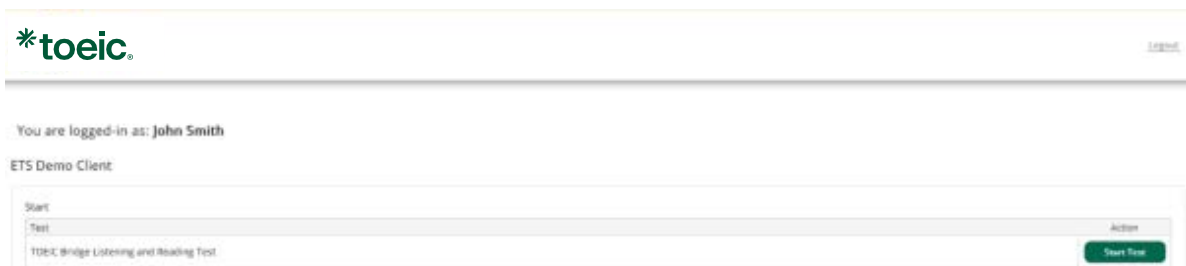 *toeic®
Logout
You are logged-in as: John Smith
ETS Demo Client
Start
Test Action
TOEIC Bridge Listening and Reading Test Start Test